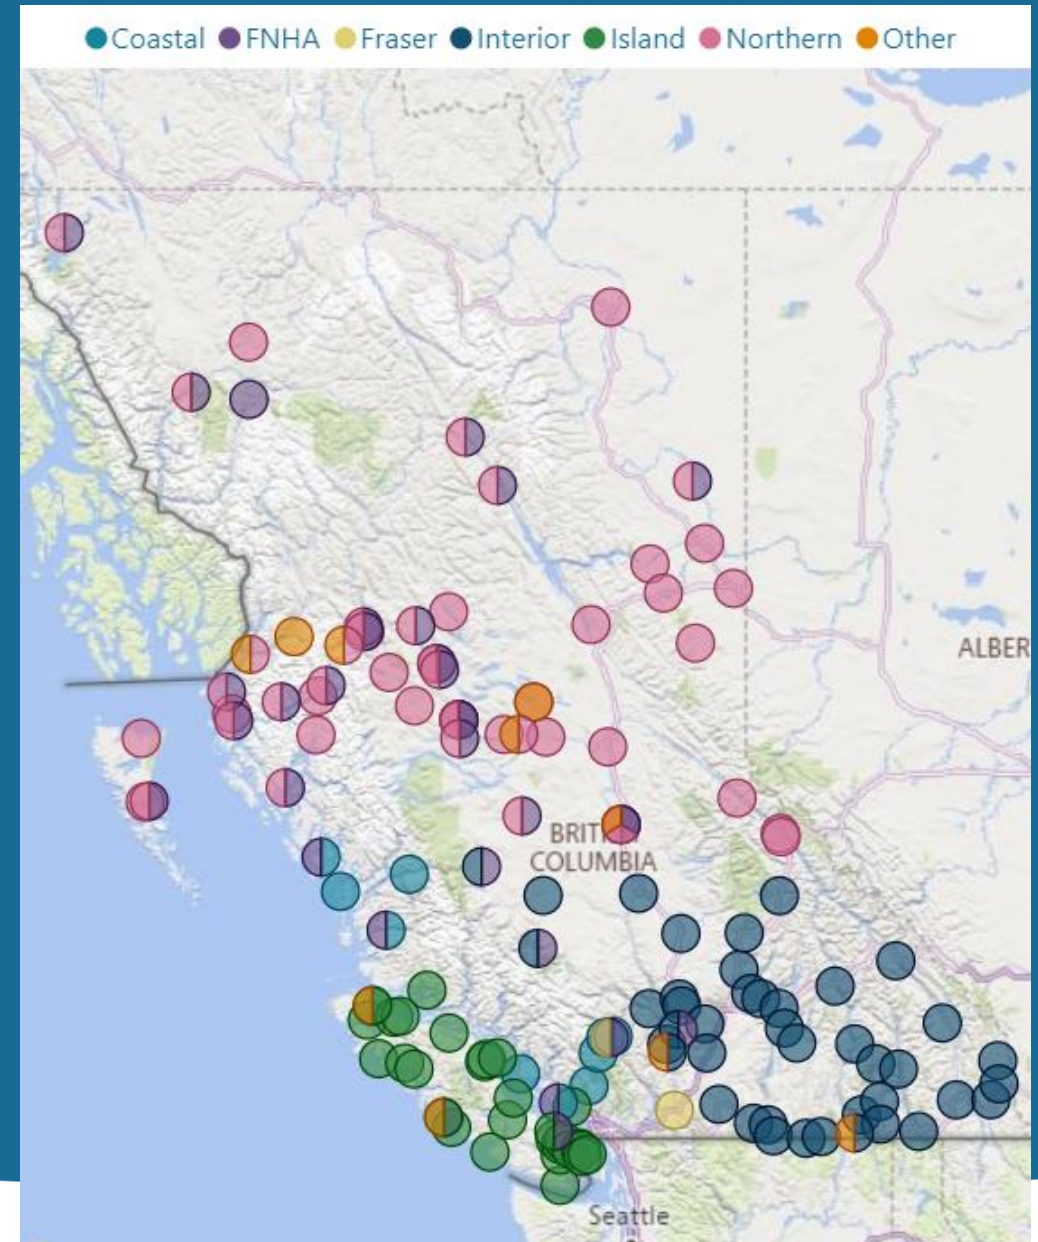 Coastal FNHA Fraser Interior Island Northern Other
ALBER
BRIT
COLUMBIA
Seattle